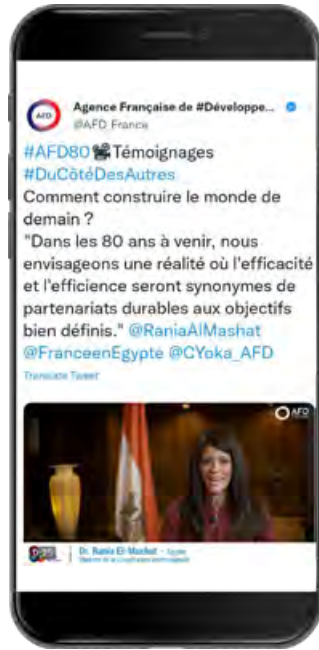 AFD
Agence Française de #Développe...
@AFD_France
#AFD80 Témoignages
#DuCôtéDesAutres
Comment construire le monde de
demain ?
"Dans les 80 ans à venir, nous
envisageons une réalité où l'efficacité
et l'efficience seront synonymes de
partenariats durables aux objectifs
bien définis." @RaniaAlMashat
@FranceenEgypte @CYoka_AFD
Translate Tweet
AFD
Dr. Rania El-Mashat - Egypte